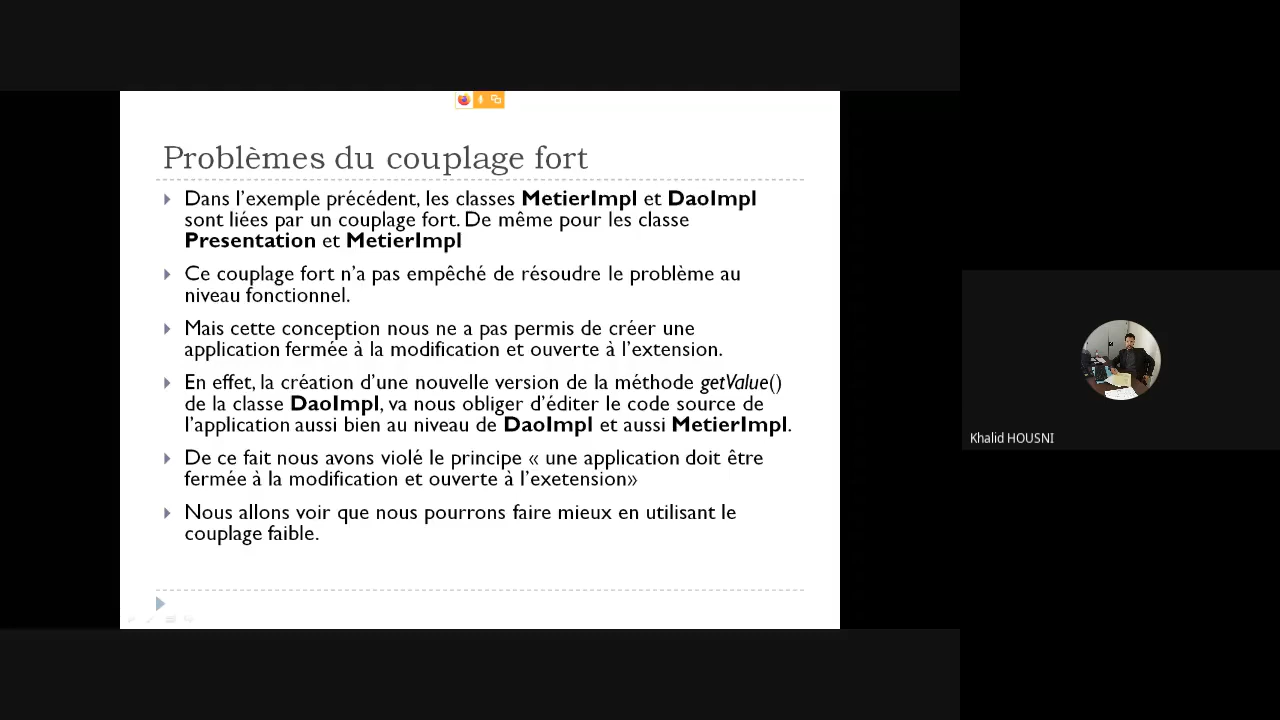 Problèmes du couplage fort
Dans l'exemple précédent, les classes MetierImpl et DaoImpl
sont liées par un couplage fort. De même pour les classe
Presentation et MetierImpl
Ce couplage fort n'a pas empêché de résoudre le problème au
niveau fonctionnel.
Mais cette conception nous ne a pas permis de créer une
application fermée à la modification et ouverte à l'extension.
En effet, la création d'une nouvelle version de la méthode getValue()
de la classe DaoImpl, va nous obliger d'éditer le code source de
l'application aussi bien au niveau de DaoImpl et aussi MetierImpl.
De ce fait nous avons violé le principe « une application doit être
fermée à la modification et ouverte à l'exetension»
Nous allons voir que nous pourrons faire mieux en utilisant le
couplage faible.
Khalid HOUSNI